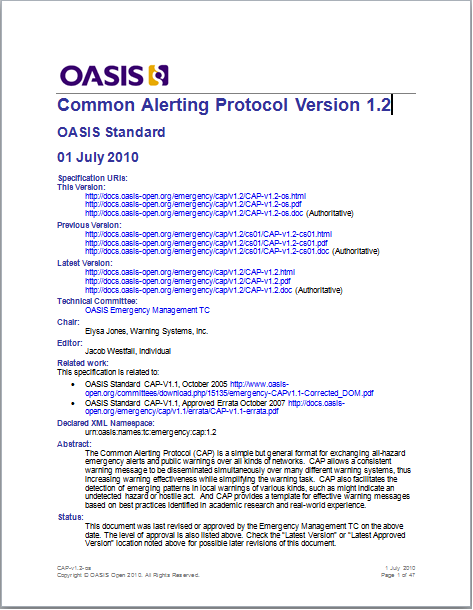 OASIS
Common Alerting Protocol Version 1.2
OASIS Standard
01 July 2010
Specification URIs:
This Version:
http://docs.oasis-open.org/emergency/cap/v1.2/CAP-v1.2-os.html
http://docs.oasis-open.org/emergency/cap/v1.2/CAP-v1.2-os.pdf
http://docs.oasis-open.org/emergency/cap/v1.2/CAP-v1.2-os.doc (Authoritative)
Previous Version:
http://docs.oasis-open.org/emergency/cap/v1.2/cs01/CAP-v1.2-cs01.html
http://docs.oasis-open.org/emergency/cap/v1.2/cs01/CAP-v1.2-cs01.pdf
http://docs.oasis-open.org/emergency/cap/v1.2/cs01/CAP-v1.2-cs01.doc (Authoritative)
Latest Version:
http://docs.oasis-open.org/emergency/cap/v1.2/CAP-v1.2.html
http://docs.oasis-open.org/emergency/cap/v1.2/CAP-v1.2.pdf
http://docs.oasis-open.org/emergency/cap/v1.2/CAP-v1.2.doc (Authoritative)
Technical Committee:
OASIS Emergency Management TC
Chair:
Elysa Jones, Warning Systems, Inc.
Editor:
Jacob Westfall, Individual
Related work:
This specification is related to:
• OASIS Standard CAP-V1.1, October 2005 http://www.oasis-
open.org/committees/download.php/15135/emergency-CAPv1.1-Corrected_DOM.pdf
• OASIS Standard CAP-V1.1, Approved Errata October 2007 http://docs.oasis-
open.org/emergency/cap/v1.1/errata/CAP-v1.1-errata.pdf
Declared XML Namespace:
urn:oasis:names:tc:emergency:cap:1.2
Abstract:
The Common Alerting Protocol (CAP) is a simple but general format for exchanging all-hazard
emergency alerts and public warnings over all kinds of networks. CAP allows a consistent
warning message to be disseminated simultaneously over many different warning systems, thus
increasing warning effectiveness while simplifying the warning task. CAP also facilitates the
detection of emerging patterns in local warnings of various kinds, such as might indicate an
undetected hazard or hostile act. And CAP provides a template for effective warning messages
based on best practices identified in academic research and real-world experience.
Status:
This document was last revised or approved by the Emergency Management TC on the above
date. The level of approval is also listed above. Check the "Latest Version" or "Latest Approved
Version" location noted above for possible later revisions of this document.
CAP-v1.2-os 1 July 2010
Copyright © OASIS Open 2010. All Rights Reserved. Page 1 of 47